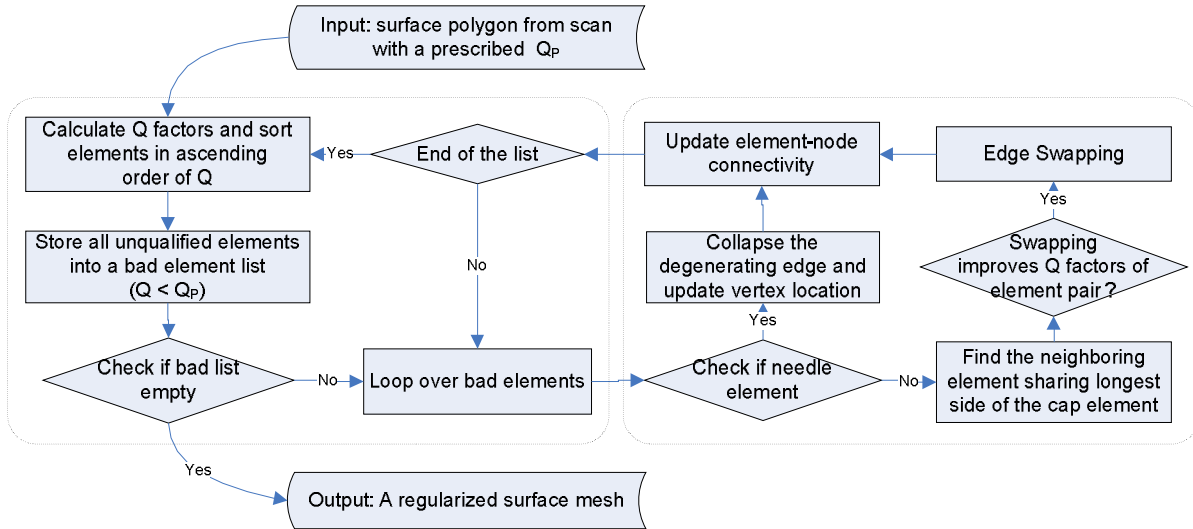 Input: surface polygon from scan
with a prescribed QP
Calculate Q factors and sort
elements in ascending
order of Q
Yes
End of the list
Update element-node
connectivity
Edge Swapping
Yes
Store all unqualified elements
into a bad element list
(Q < QP)
No
Collapse the
degenerating edge and
update vertex location
Swapping
improves Q factors of
element pair?
Yes
Check if bad list
empty
No
Loop over bad elements
Check if needle
element
No
Find the neighboring
element sharing longest
side of the cap element
Yes
Output: A regularized surface mesh